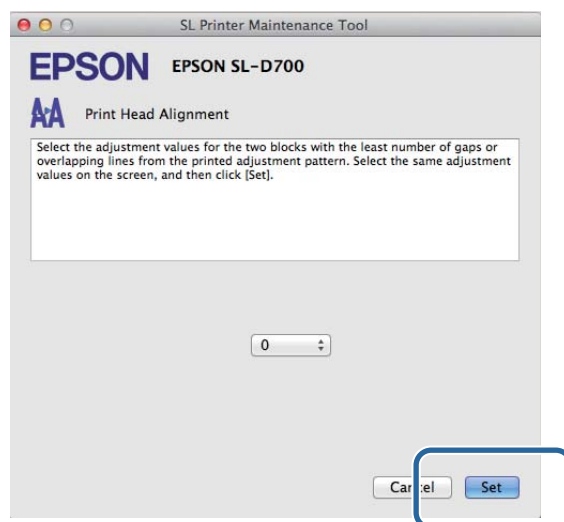 SL Printer Maintenance Tool
EPSON EPSON SL-D700
Print Head Alignment
Select the adjustment values for the two blocks with the least number of gaps or
overlapping lines from the printed adjustment pattern. Select the same adjustment
values on the screen, and then click [Set].
0
Cancel Set